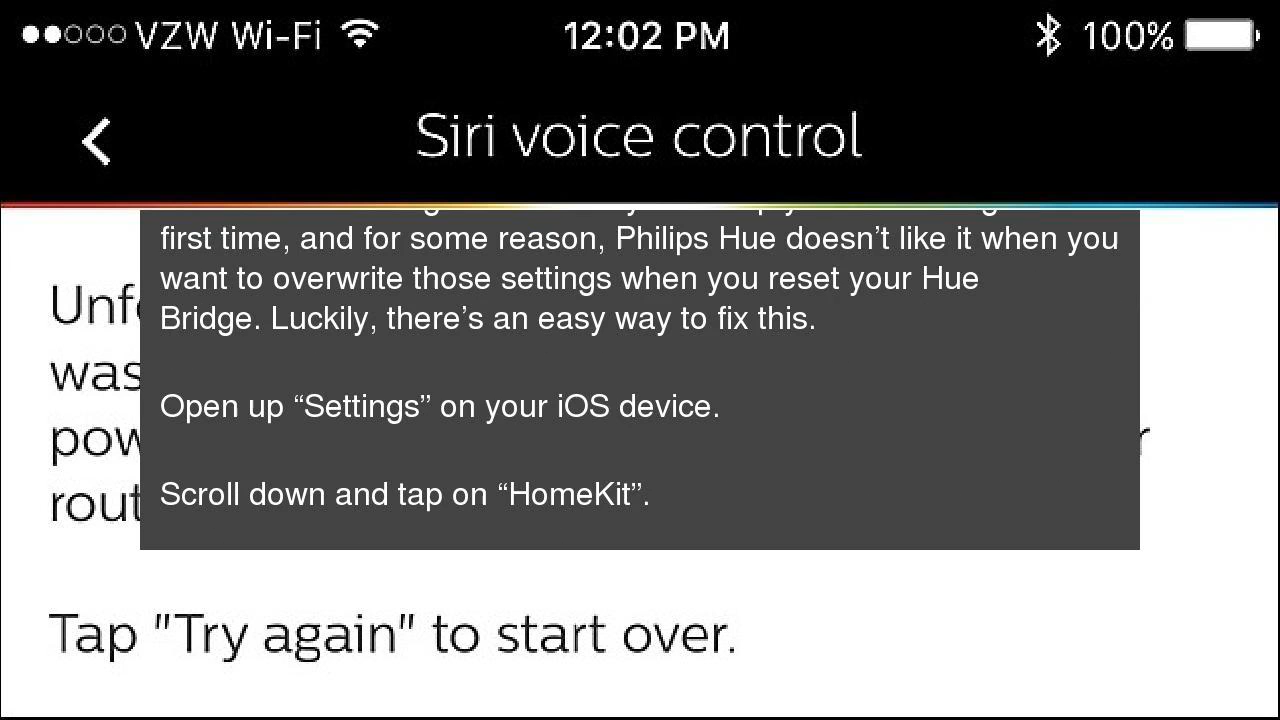 VZW Wi-Fi 12:02 PM 100%
Siri voice control
first time, and for some reason, Philips Hue doesn’t like it when you
want to overwrite those settings when you reset your Hue
Bridge. Luckily, there’s an easy way to fix this.
Open up “Settings” on your iOS device.
Scroll down and tap on “HomeKit”.
was
Tap "Try again" to start over.